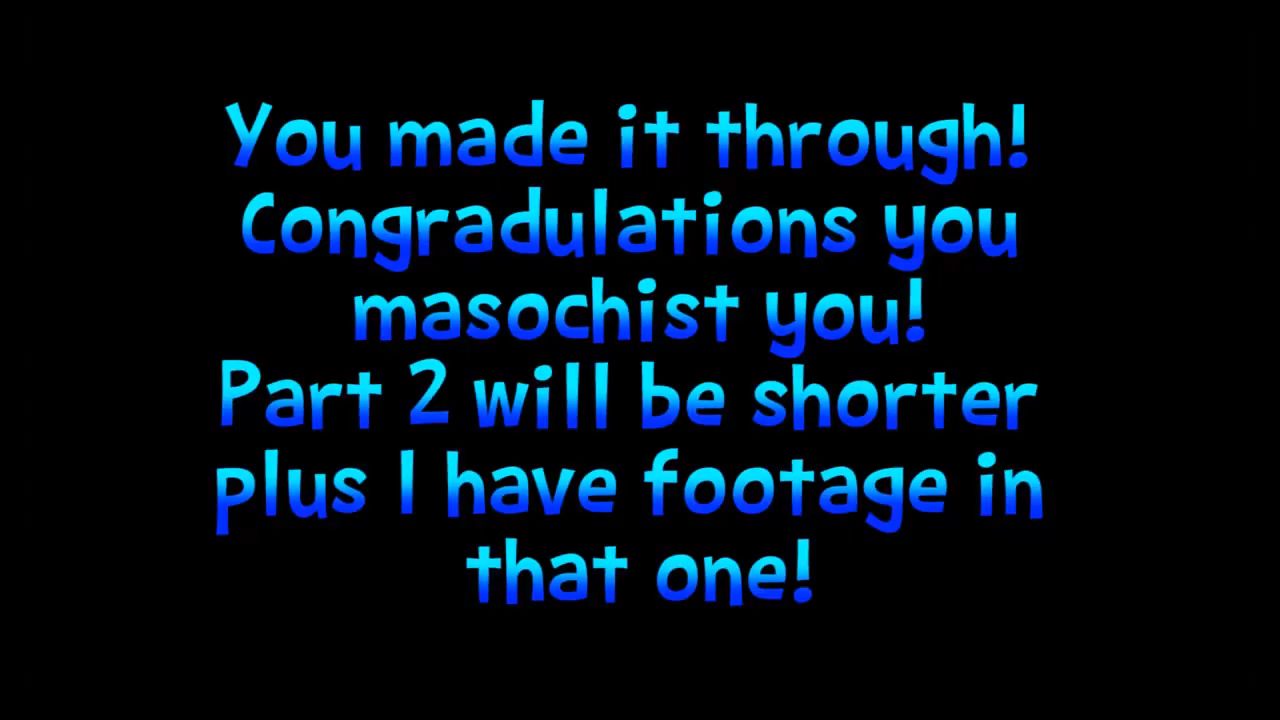 You made it through!
Congradulations you
masochist you!
Part 2 will be shorter
plus I have footage in
that one!